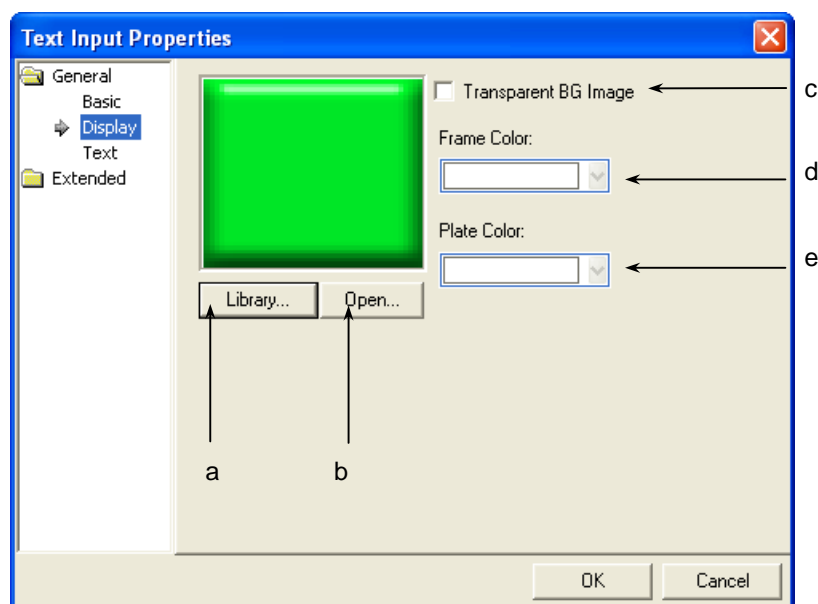 Text Input Properties
General
Basic
Display
Text
Extended
Transparent BG Image
c
Frame Color:
d
Plate Color:
e
Library...
Open...
a
b
OK
Cancel